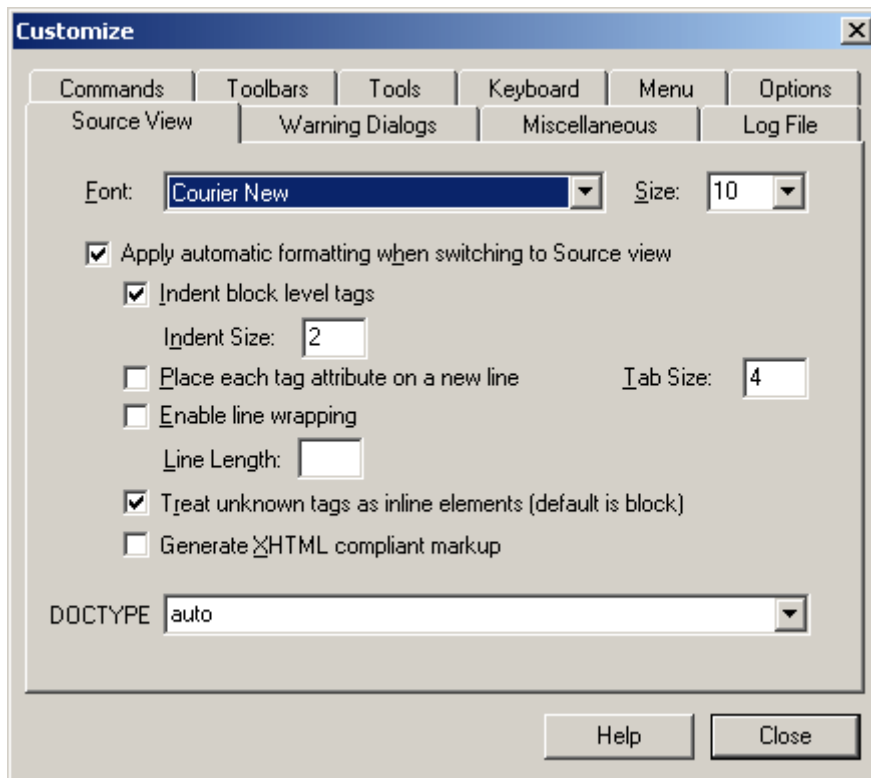 Customize
Commands Toolbars Tools Keyboard Menu Options
Source View Warning Dialogs Miscellaneous Log File
Font: Courier New Size: 10
Apply automatic formatting when switching to Source view
Indent block level tags
Indent Size: 2
Place each tag attribute on a new line Tab Size: 4
Enable line wrapping
Line Length:
Treat unknown tags as inline elements (default is block)
Generate XHTML compliant markup
DOCTYPE auto
Help Close